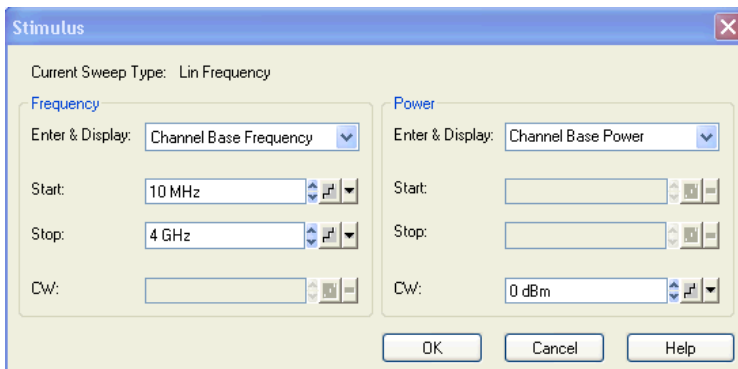 Stimulus
Current Sweep Type: Lin Frequency
Frequency
Enter & Display: Channel Base Frequency
Start: 10 MHz
Stop: 4 GHz
CW:
Power
Enter & Display: Channel Base Power
Start:
Stop:
CW: 0 dBm
OK Cancel Help